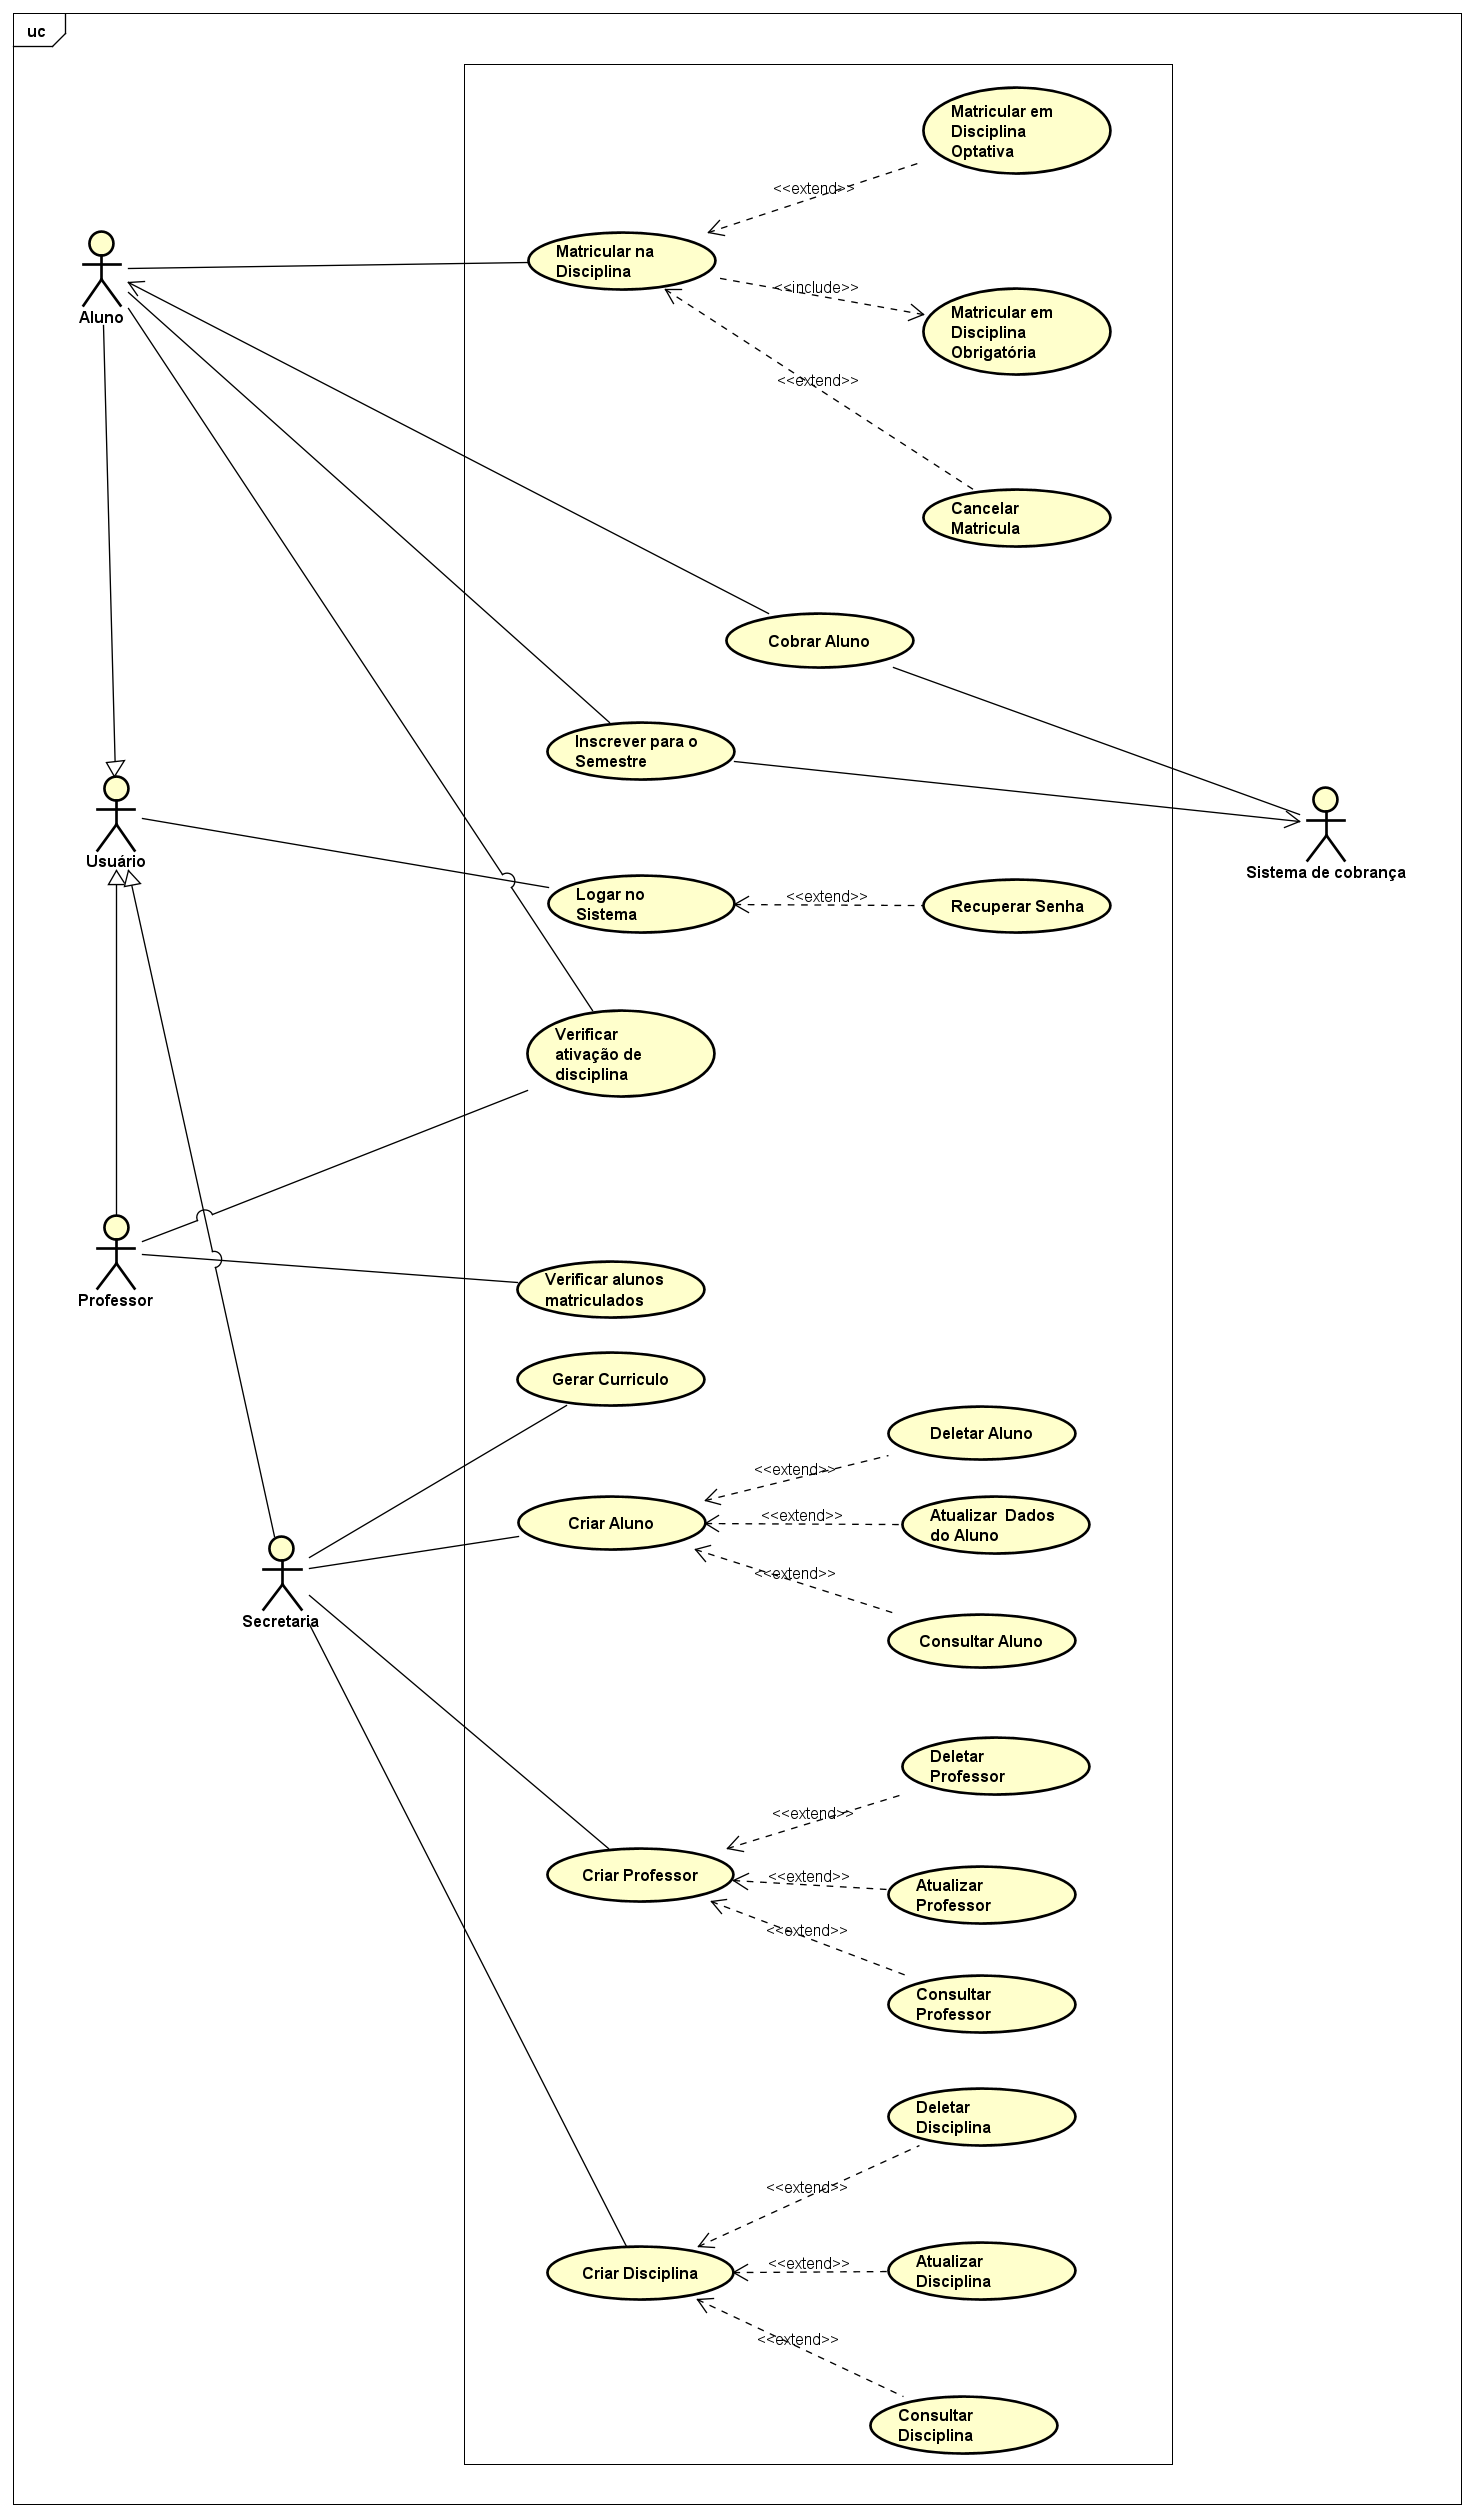 uc
Matricular em
Disciplina
Optativa
<<extend>>
Matricular na
Disciplina
<<include>>
Matricular em
Disciplina
Obrigatória
Aluno
<<extend>>
Cancelar
Matricula
Cobrar Aluno
Inscrever para o
Semestre
Usuário
Sistema de cobrança
Logar no
Sistema
<<extend>>
Recuperar Senha
Verificar
ativação de
disciplina
Professor
Verificar alunos
matriculados
Gerar Curriculo
Deletar Aluno
<<extend>>
Criar Aluno
<<extend>>
Atualizar  Dados
do Aluno
<<extend>>
Secretaria
Consultar Aluno
Deletar
Professor
<<extend>>
Criar Professor
<<extend>>
Atualizar
Professor
<<extend>>
Consultar
Professor
Deletar
Disciplina
<<extend>>
Criar Disciplina
<<extend>>
Atualizar
Disciplina
<<extend>>
Consultar
Disciplina